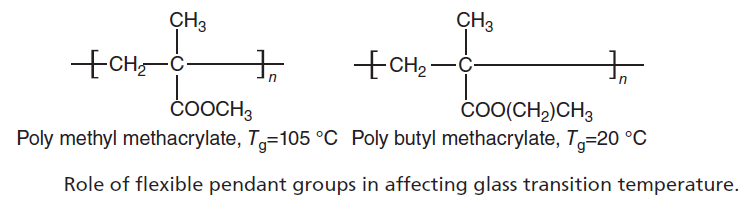 CH3 CH3
CH2 C n CH2 C n
COOCH3 COO(CH2)CH3
Poly methyl methacrylate, Tg=105 °C Poly butyl methacrylate, Tg=20 °C
Role of flexible pendant groups in affecting glass transition temperature.